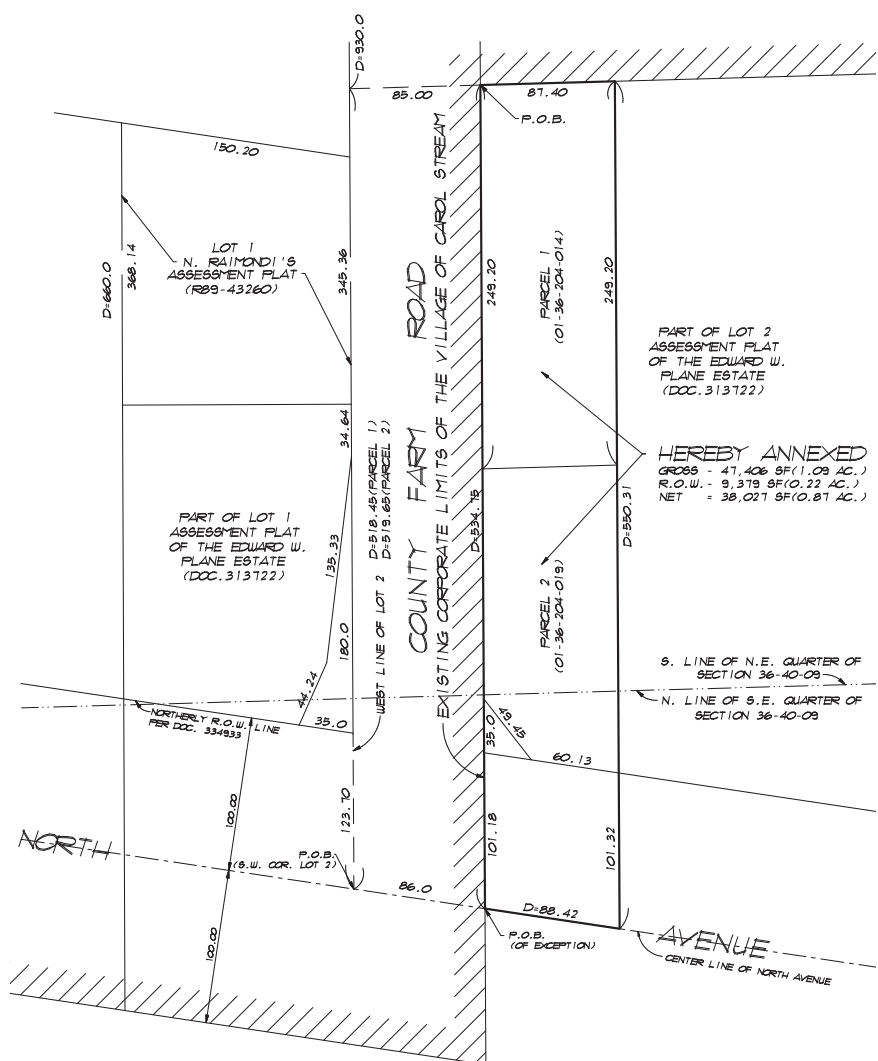 D=930.0
85.00
87.40
P.O.B.
150.20
LOT 1
N. RAIMONDI'S
ASSESSMENT PLAT
(R89-43260)
D=660.0
368.14
345.36
COUNTY FARM ROAD
EXISTING CORPORATE LIMITS OF THE VILLAGE OF CAROL STREAM
249.20
PARCEL 1
(01-36-204-014)
249.20
PART OF LOT 2
ASSESSMENT PLAT
OF THE EDWARD W.
PLANE ESTATE
(DOC.313722)
34.64
WEST LINE OF LOT 2
D=518.45(PARCEL 1)
D=519.65(PARCEL 2)
HEREBY ANNEXED
GROSS - 47,406 SF(1.09 AC.)
R.O.W.- 9,379 SF(0.22 AC.)
NET = 38,027 SF(0.87 AC.)
D=534.75
D=550.31
PART OF LOT 1
ASSESSMENT PLAT
OF THE EDWARD W.
PLANE ESTATE
(DOC.313722)
135.33
180.0
PARCEL 2
(01-36-204-019)
44.24
35.0
S. LINE OF N.E. QUARTER OF
SECTION 36-40-09
N. LINE OF S.E. QUARTER OF
SECTION 36-40-09
NORTHERLY R.O.W. LINE
PER DOC. 334933
35.0
49.45
60.13
100.00
123.70
101.18
101.32
NORTH
P.O.B.
(S.W. COR. LOT 2)
86.0
D=88.42
P.O.B.
(OF EXCEPTION)
100.00
AVENUE
CENTER LINE OF NORTH AVENUE